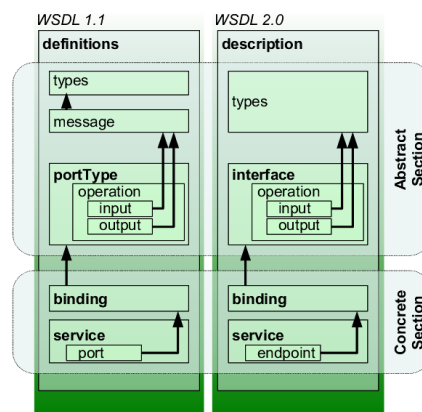 WSDL 1.1
definitions
types
message
portType
operation
input
output
binding
service
port
WSDL 2.0
description
types
interface
operation
input
output
binding
service
endpoint
Abstract
Section
Concrete
Section